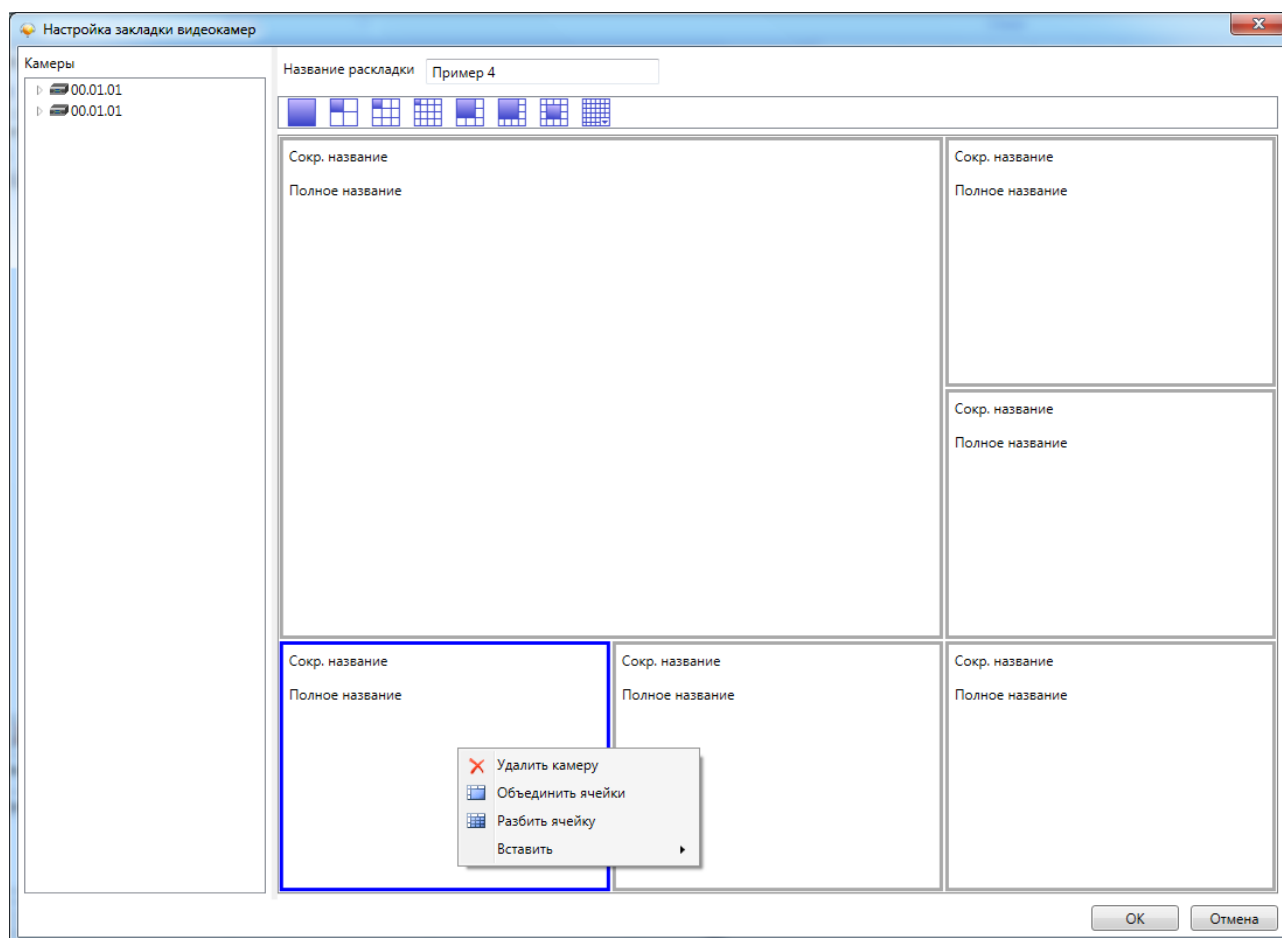 Настройка закладки видеокамер
Камеры
00.01.01
00.01.01
Название раскладки Пример 4
Сокр. название
Полное название
Сокр. название
Полное название
Сокр. название
Полное название
Сокр. название
Полное название
Сокр. название
Полное название
Сокр. название
Полное название
Удалить камеру
Объединить ячейки
Разбить ячейку
Вставить
OK Отмена